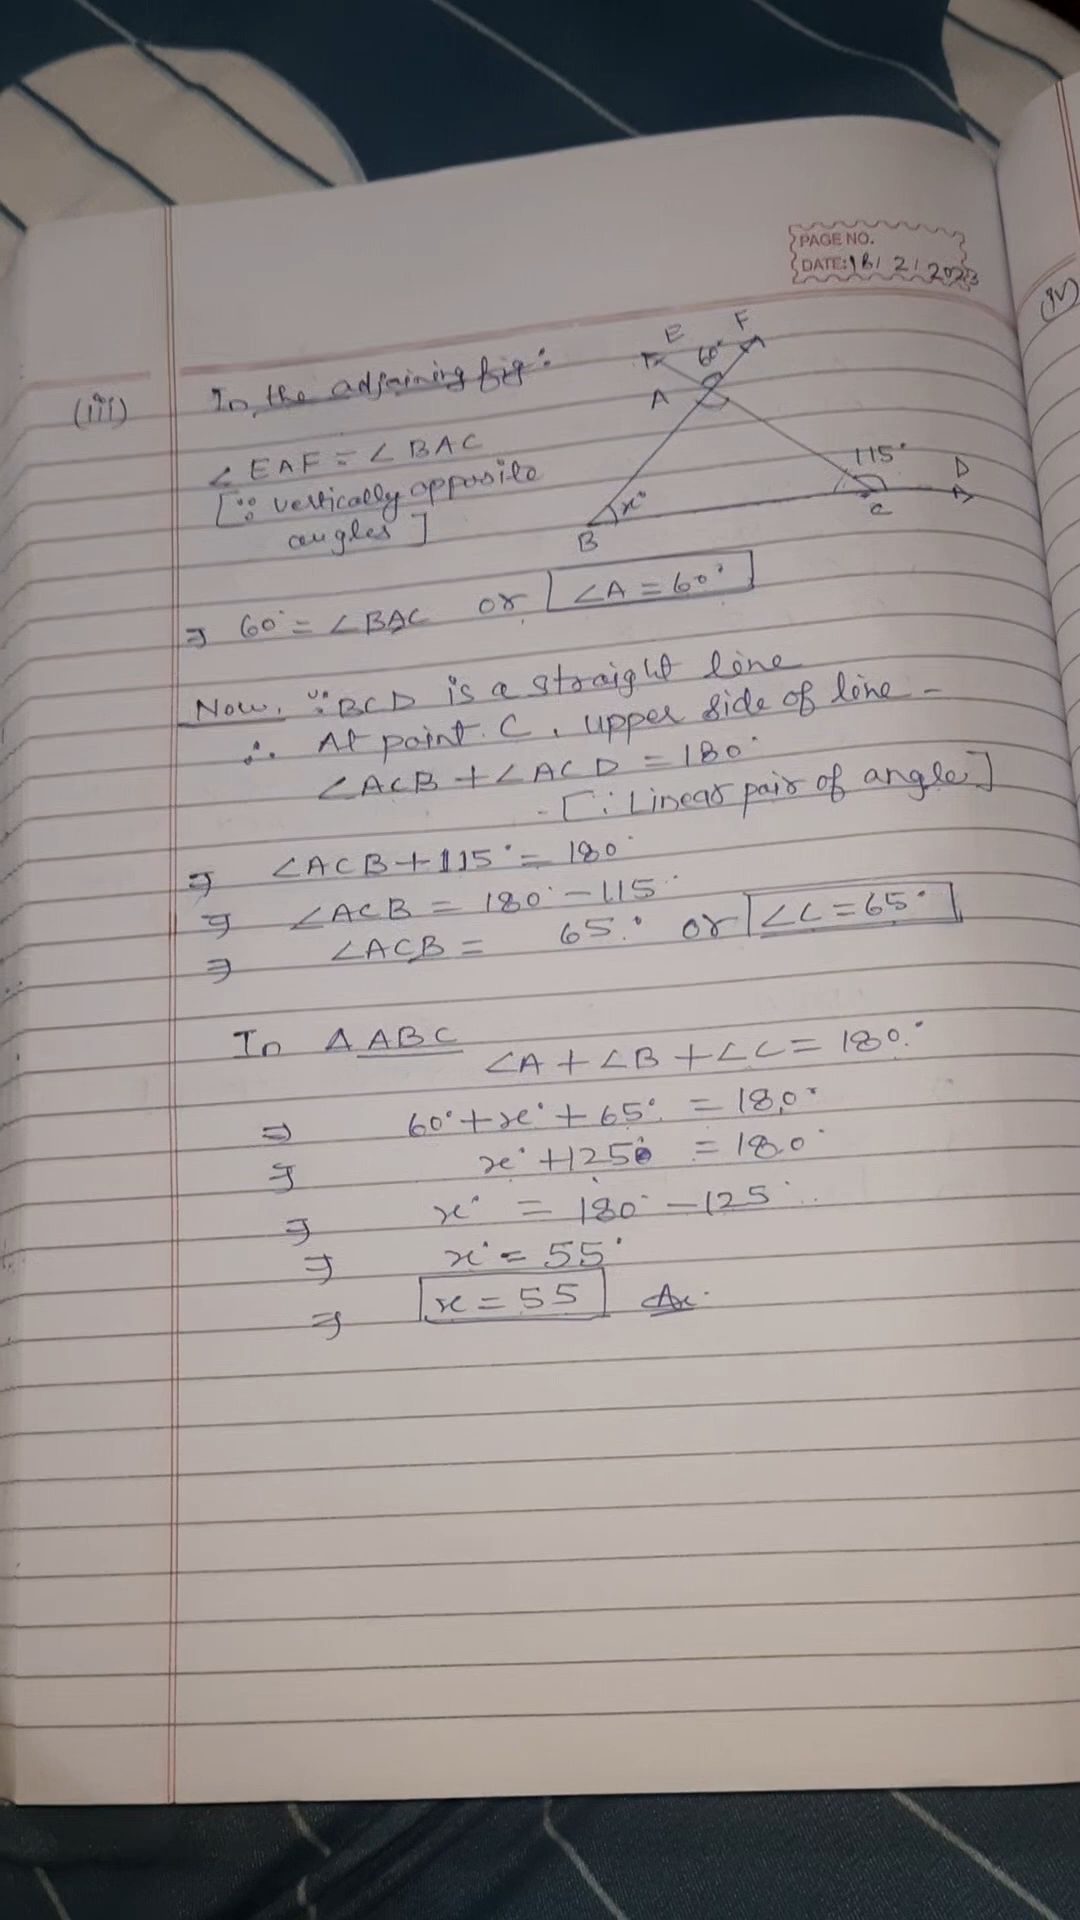 PAGE NO.
DATE: 18/2/2023
(iv)
(iii) In the adjoining fig:
E F
60°
A
115°
D
x°
C
B
∠EAF = ∠BAC
[∵ vertically opposite
angles]
⇒ 60° = ∠BAC or ∠A = 60°
Now, ∵ BCD is a straight line
∴ At point C, upper side of line -
∠ACB + ∠ACD = 180°
- [∵ Linear pair of angle]
⇒ ∠ACB + 115° = 180°
⇒ ∠ACB = 180° - 115°
⇒ ∠ACB = 65° or ∠C = 65°
In Δ ABC
∠A + ∠B + ∠C = 180°
⇒ 60° + x° + 65° = 180°
⇒ x° + 125° = 180°
⇒ x° = 180° - 125°
⇒ x° = 55°
⇒ x = 55 Ans.